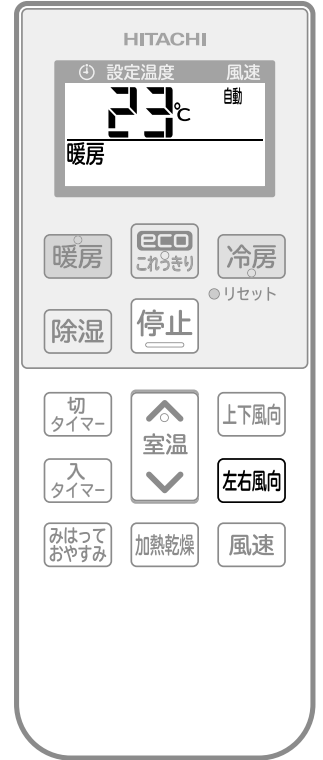 HITACHI
設定温度 風速
23℃ 自動
暖房
暖房
eco
これっきり
冷房
リセット
除湿
停止
切
タイマー
室温
上下風向
入
タイマー
左右風向
みはって
おやすみ
加熱乾燥
風速